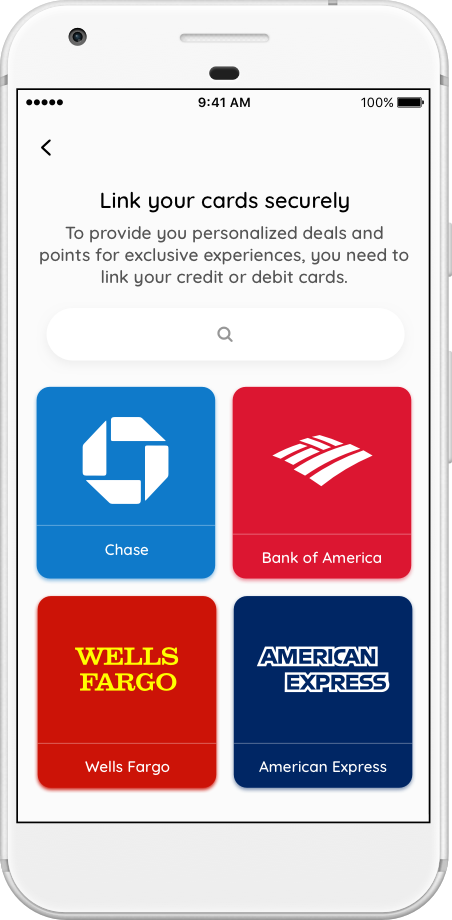 9:41 AM
100%
Link your cards securely
To provide you personalized deals and
points for exclusive experiences, you need to
link your credit or debit cards.
Chase
Bank of America
WELLS
FARGO
AMERICAN
EXPRESS
Wells Fargo
American Express